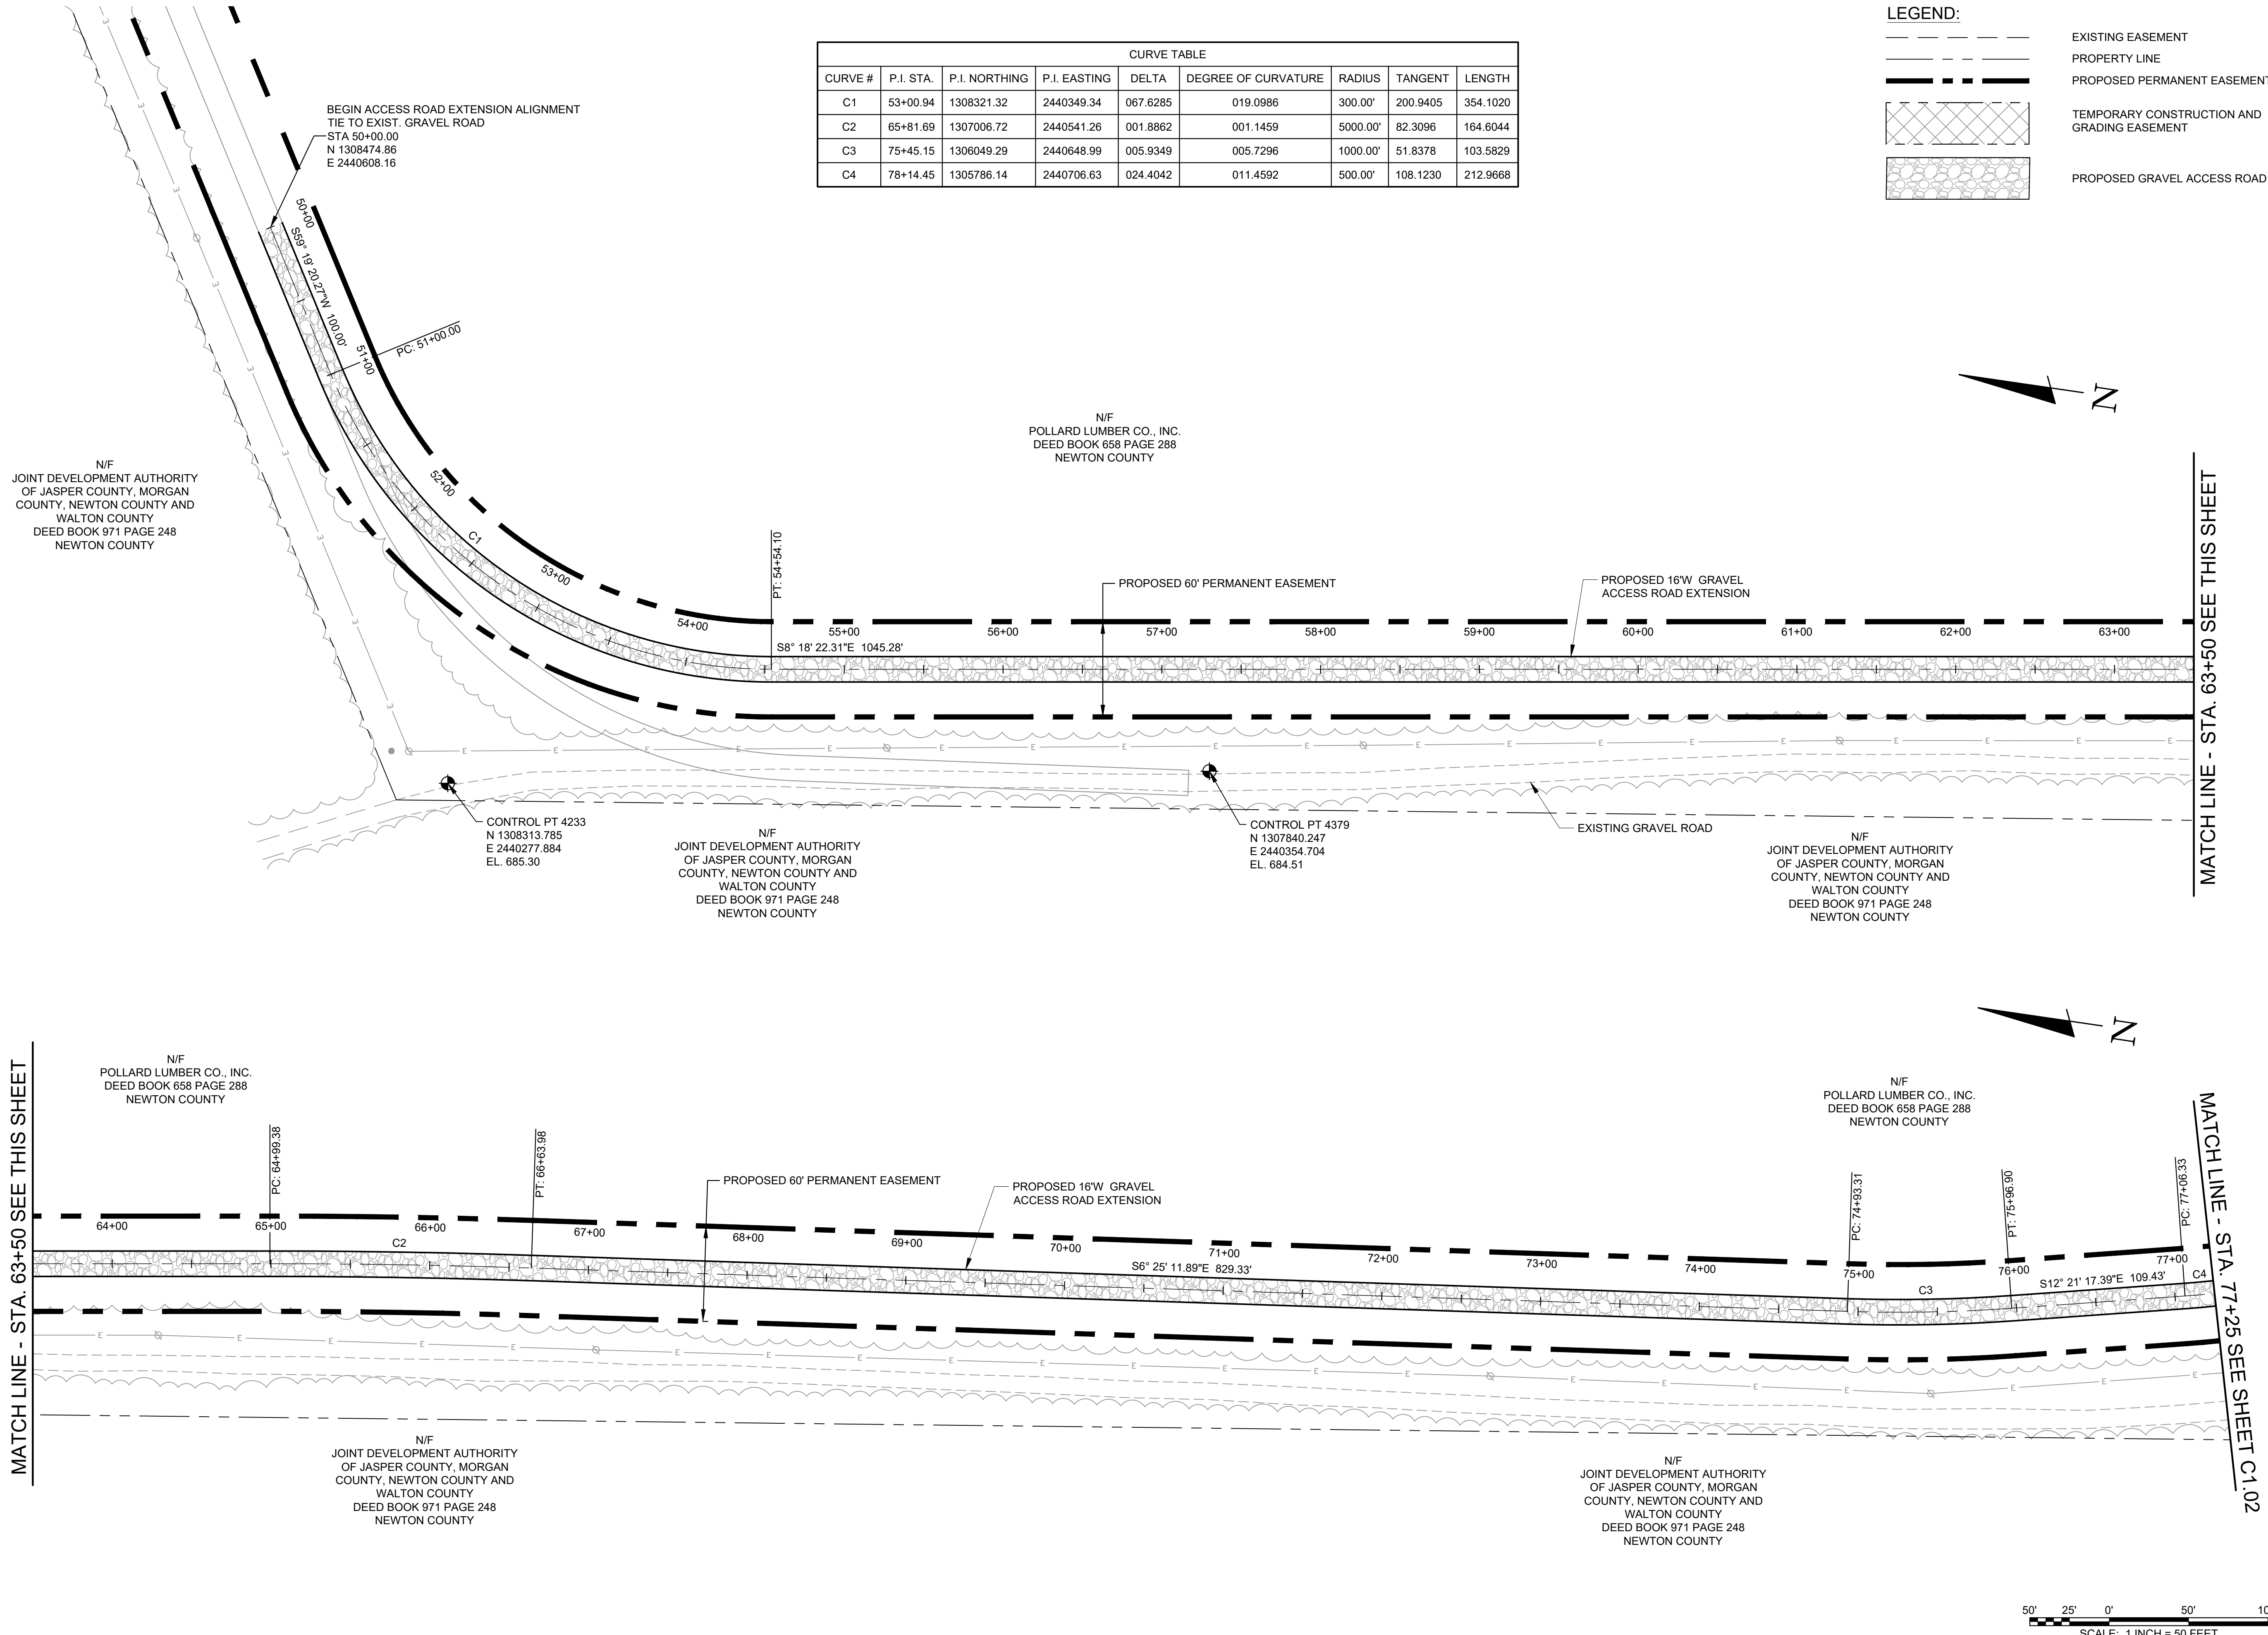 LEGEND:
EXISTING EASEMENT
PROPERTY LINE
PROPOSED PERMANENT EASEMENT
TEMPORARY CONSTRUCTION AND
GRADING EASEMENT
PROPOSED GRAVEL ACCESS ROAD
CURVE TABLE
CURVE # P.I. STA. P.I. NORTHING P.I. EASTING DELTA DEGREE OF CURVATURE RADIUS TANGENT LENGTH
C1 53+00.94 1308321.32 2440349.34 067.6285 019.0986 300.00' 200.9405 354.1020
C2 65+81.69 1307006.72 2440541.26 001.8862 001.1459 5000.00' 82.3096 164.6044
C3 75+45.15 1306049.29 2440648.99 005.9349 005.7296 1000.00' 51.8378 103.5829
C4 78+14.45 1305786.14 2440706.63 024.4042 011.4592 500.00' 108.1230 212.9668
BEGIN ACCESS ROAD EXTENSION ALIGNMENT
TIE TO EXIST. GRAVEL ROAD
STA 50+00.00
N 1308474.86
E 2440608.16
50+00
S59° 19' 20.27"W 100.00'
51+00
PC: 51+00.00
52+00
C1
53+00
54+00
PT: 54+54.10
N/F
JOINT DEVELOPMENT AUTHORITY
OF JASPER COUNTY, MORGAN
COUNTY, NEWTON COUNTY AND
WALTON COUNTY
DEED BOOK 971 PAGE 248
NEWTON COUNTY
N/F
POLLARD LUMBER CO., INC.
DEED BOOK 658 PAGE 288
NEWTON COUNTY
N
PROPOSED 60' PERMANENT EASEMENT
PROPOSED 16'W GRAVEL
ACCESS ROAD EXTENSION
55+00
56+00
57+00
58+00
59+00
60+00
61+00
62+00
63+00
S8° 18' 22.31"E 1045.28'
MATCH LINE - STA. 63+50 SEE THIS SHEET
E E E E E E E E E E E E E E E E E E
CONTROL PT 4233
N 1308313.785
E 2440277.884
EL. 685.30
N/F
JOINT DEVELOPMENT AUTHORITY
OF JASPER COUNTY, MORGAN
COUNTY, NEWTON COUNTY AND
WALTON COUNTY
DEED BOOK 971 PAGE 248
NEWTON COUNTY
CONTROL PT 4379
N 1307840.247
E 2440354.704
EL. 684.51
EXISTING GRAVEL ROAD
N/F
JOINT DEVELOPMENT AUTHORITY
OF JASPER COUNTY, MORGAN
COUNTY, NEWTON COUNTY AND
WALTON COUNTY
DEED BOOK 971 PAGE 248
NEWTON COUNTY
N
MATCH LINE - STA. 63+50 SEE THIS SHEET
N/F
POLLARD LUMBER CO., INC.
DEED BOOK 658 PAGE 288
NEWTON COUNTY
PC: 64+99.38
PT: 66+63.98
PROPOSED 60' PERMANENT EASEMENT
PROPOSED 16'W GRAVEL
ACCESS ROAD EXTENSION
N/F
POLLARD LUMBER CO., INC.
DEED BOOK 658 PAGE 288
NEWTON COUNTY
PC: 74+93.31
PT: 75+96.90
PC: 77+06.33
64+00
65+00
66+00
67+00
68+00
69+00
70+00
71+00
72+00
73+00
74+00
75+00
76+00
77+00
C2
S6° 25' 11.89"E 829.33'
C3
S12° 21' 17.39"E 109.43'
C4
MATCH LINE - STA. 77+25 SEE SHEET C1.02
N/F
JOINT DEVELOPMENT AUTHORITY
OF JASPER COUNTY, MORGAN
COUNTY, NEWTON COUNTY AND
WALTON COUNTY
DEED BOOK 971 PAGE 248
NEWTON COUNTY
N/F
JOINT DEVELOPMENT AUTHORITY
OF JASPER COUNTY, MORGAN
COUNTY, NEWTON COUNTY AND
WALTON COUNTY
DEED BOOK 971 PAGE 248
NEWTON COUNTY
50' 25' 0' 50'
SCALE: 1 INCH = 50 FEET